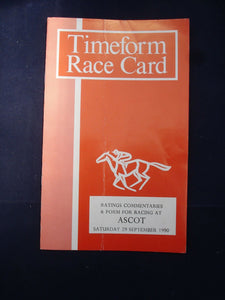 Timeform
Race Card
RATINGS COMMENTARIES
& FORM FOR RACING AT
ASCOT
SATURDAY 29 SEPTEMBER 1990